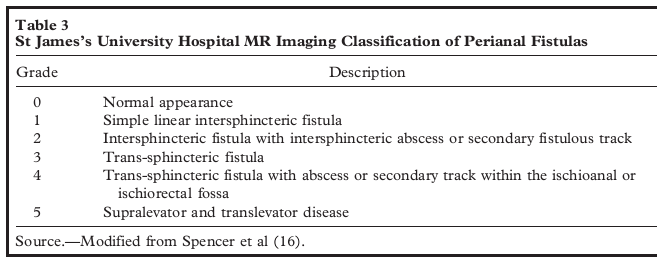 Table 3
St James's University Hospital MR Imaging Classification of Perianal Fistulas
Grade Description
0 Normal appearance
1 Simple linear intersphincteric fistula
2 Intersphincteric fistula with intersphincteric abscess or secondary fistulous track
3 Trans-sphincteric fistula
4 Trans-sphincteric fistula with abscess or secondary track within the ischioanal or
ischiorectal fossa
5 Supralevator and translevator disease
Source.—Modified from Spencer et al (16).